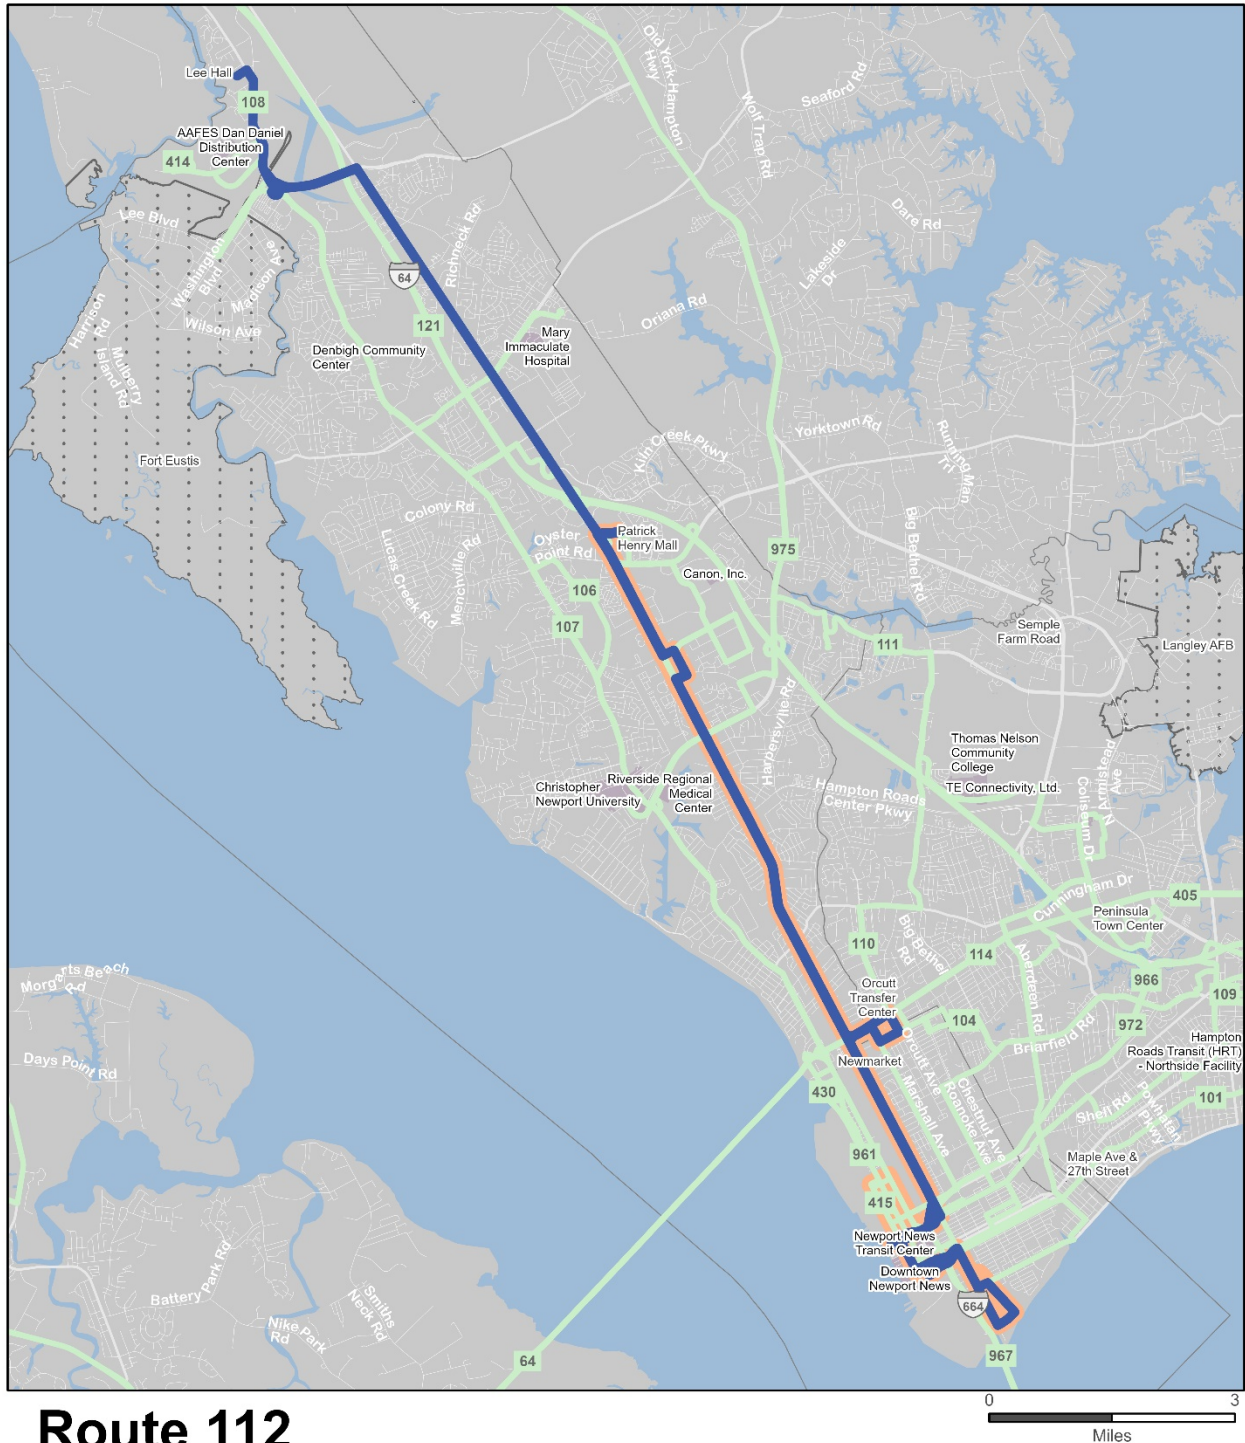 Lee Hall
108
AAFES Dan Daniel
Distribution
Center
414
Lee Blvd
Washington
Blvd
Madison
Ave
Wilson Ave
Harrison
Rd
Mulberry
Island Rd
Fort Eustis
Old York-Hampton
Hwy
Wolf Trap Rd
Seaford Rd
Dare Rd
Lakeside
Dr
Richneck Rd
64
121
Oriana Rd
Mary
Immaculate
Hospital
Denbigh Community
Center
Kiln Creek Pkwy
Yorktown Rd
Running Man
Trl
Big Bethel Rd
Colony Rd
Lucas Creek Rd
Menchville Rd
Oyster
Point Rd
Patrick
Henry Mall
975
Canon, Inc.
106
107
Semple
Farm Road
111
Langley AFB
Harpersville Rd
Thomas Nelson
Community
College
TE Connectivity, Ltd.
Hampton Roads
Center Pkwy
Coliseum Dr
N Armistead
Ave
Christopher
Newport University
Riverside Regional
Medical
Center
Cunningham Dr
405
Peninsula
Town Center
110
Big Bethel
Rd
114
Aberdeen Rd
966
109
Orcutt
Transfer
Center
104
972
Briarfield Rd
Hampton
Roads Transit (HRT)
- Northside Facility
Newmarket
Orcutt Ave
Marshall Ave
Chestnut Ave
Roanoke Ave
430
Shell Rd
Powhatan
Pkwy
101
Maple Ave &
27th Street
961
415
Newport News
Transit Center
Downtown
Newport News
664
967
Morgarts Beach
Rd
Days Point Rd
Battery Park Rd
Nike Park
Rd
Smiths
Neck Rd
64
Route 112
0 3
Miles